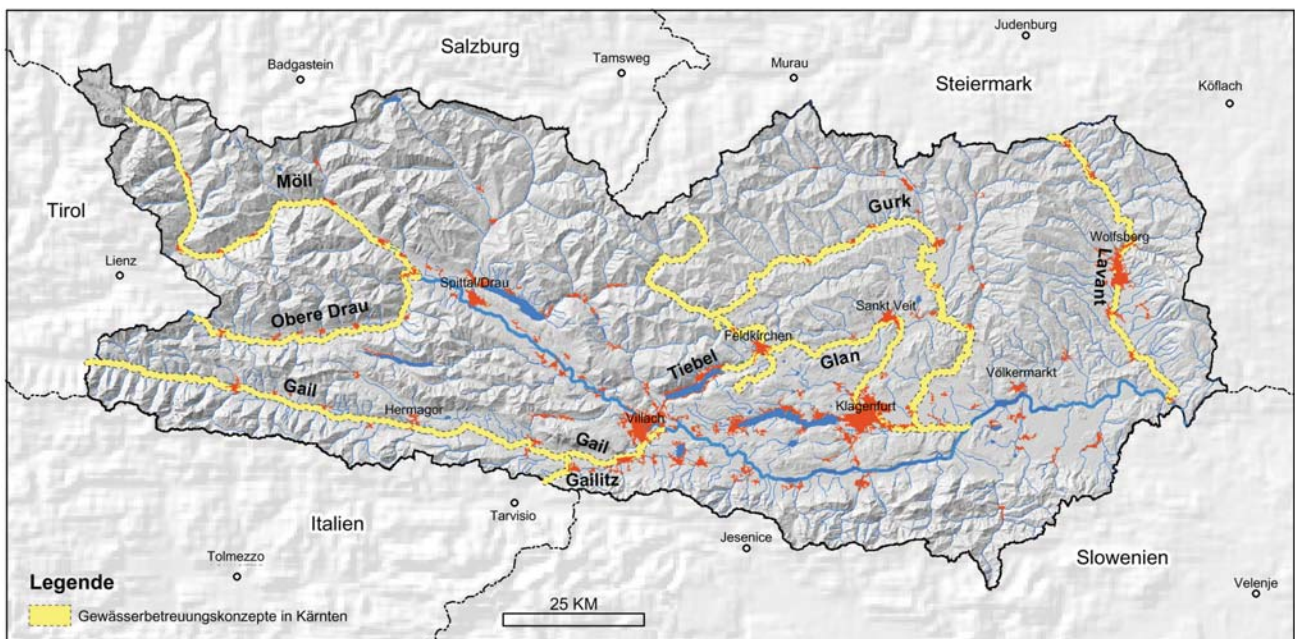 Judenburg
Salzburg
Tamsweg
Murau
Badgastein
Steiermark
Köflach
Möll
Tirol
Gurk
Wolfsberg
Lienz
Lavant
Spittal/Drau
Sankt Veit
Obere Drau
Feldkirchen
Tiebel
Glan
Gail
Völkermarkt
Hermagor
Villach
Klagenfurt
Gail
Gailitz
Tarvisio
Italien
Jesenice
Tolmezzo
Slowenien
Velenje
Legende
Gewässerbetreuungskonzepte in Kärnten
25 KM